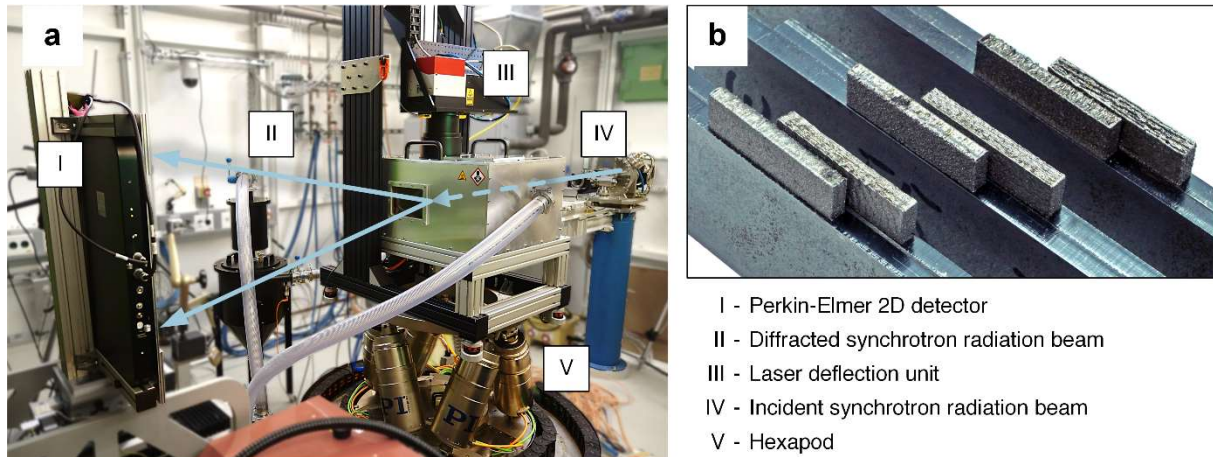 a
III
II
IV
I
V
PI
PI
b
I - Perkin-Elmer 2D detector
II - Diffracted synchrotron radiation beam
III - Laser deflection unit
IV - Incident synchrotron radiation beam
V - Hexapod